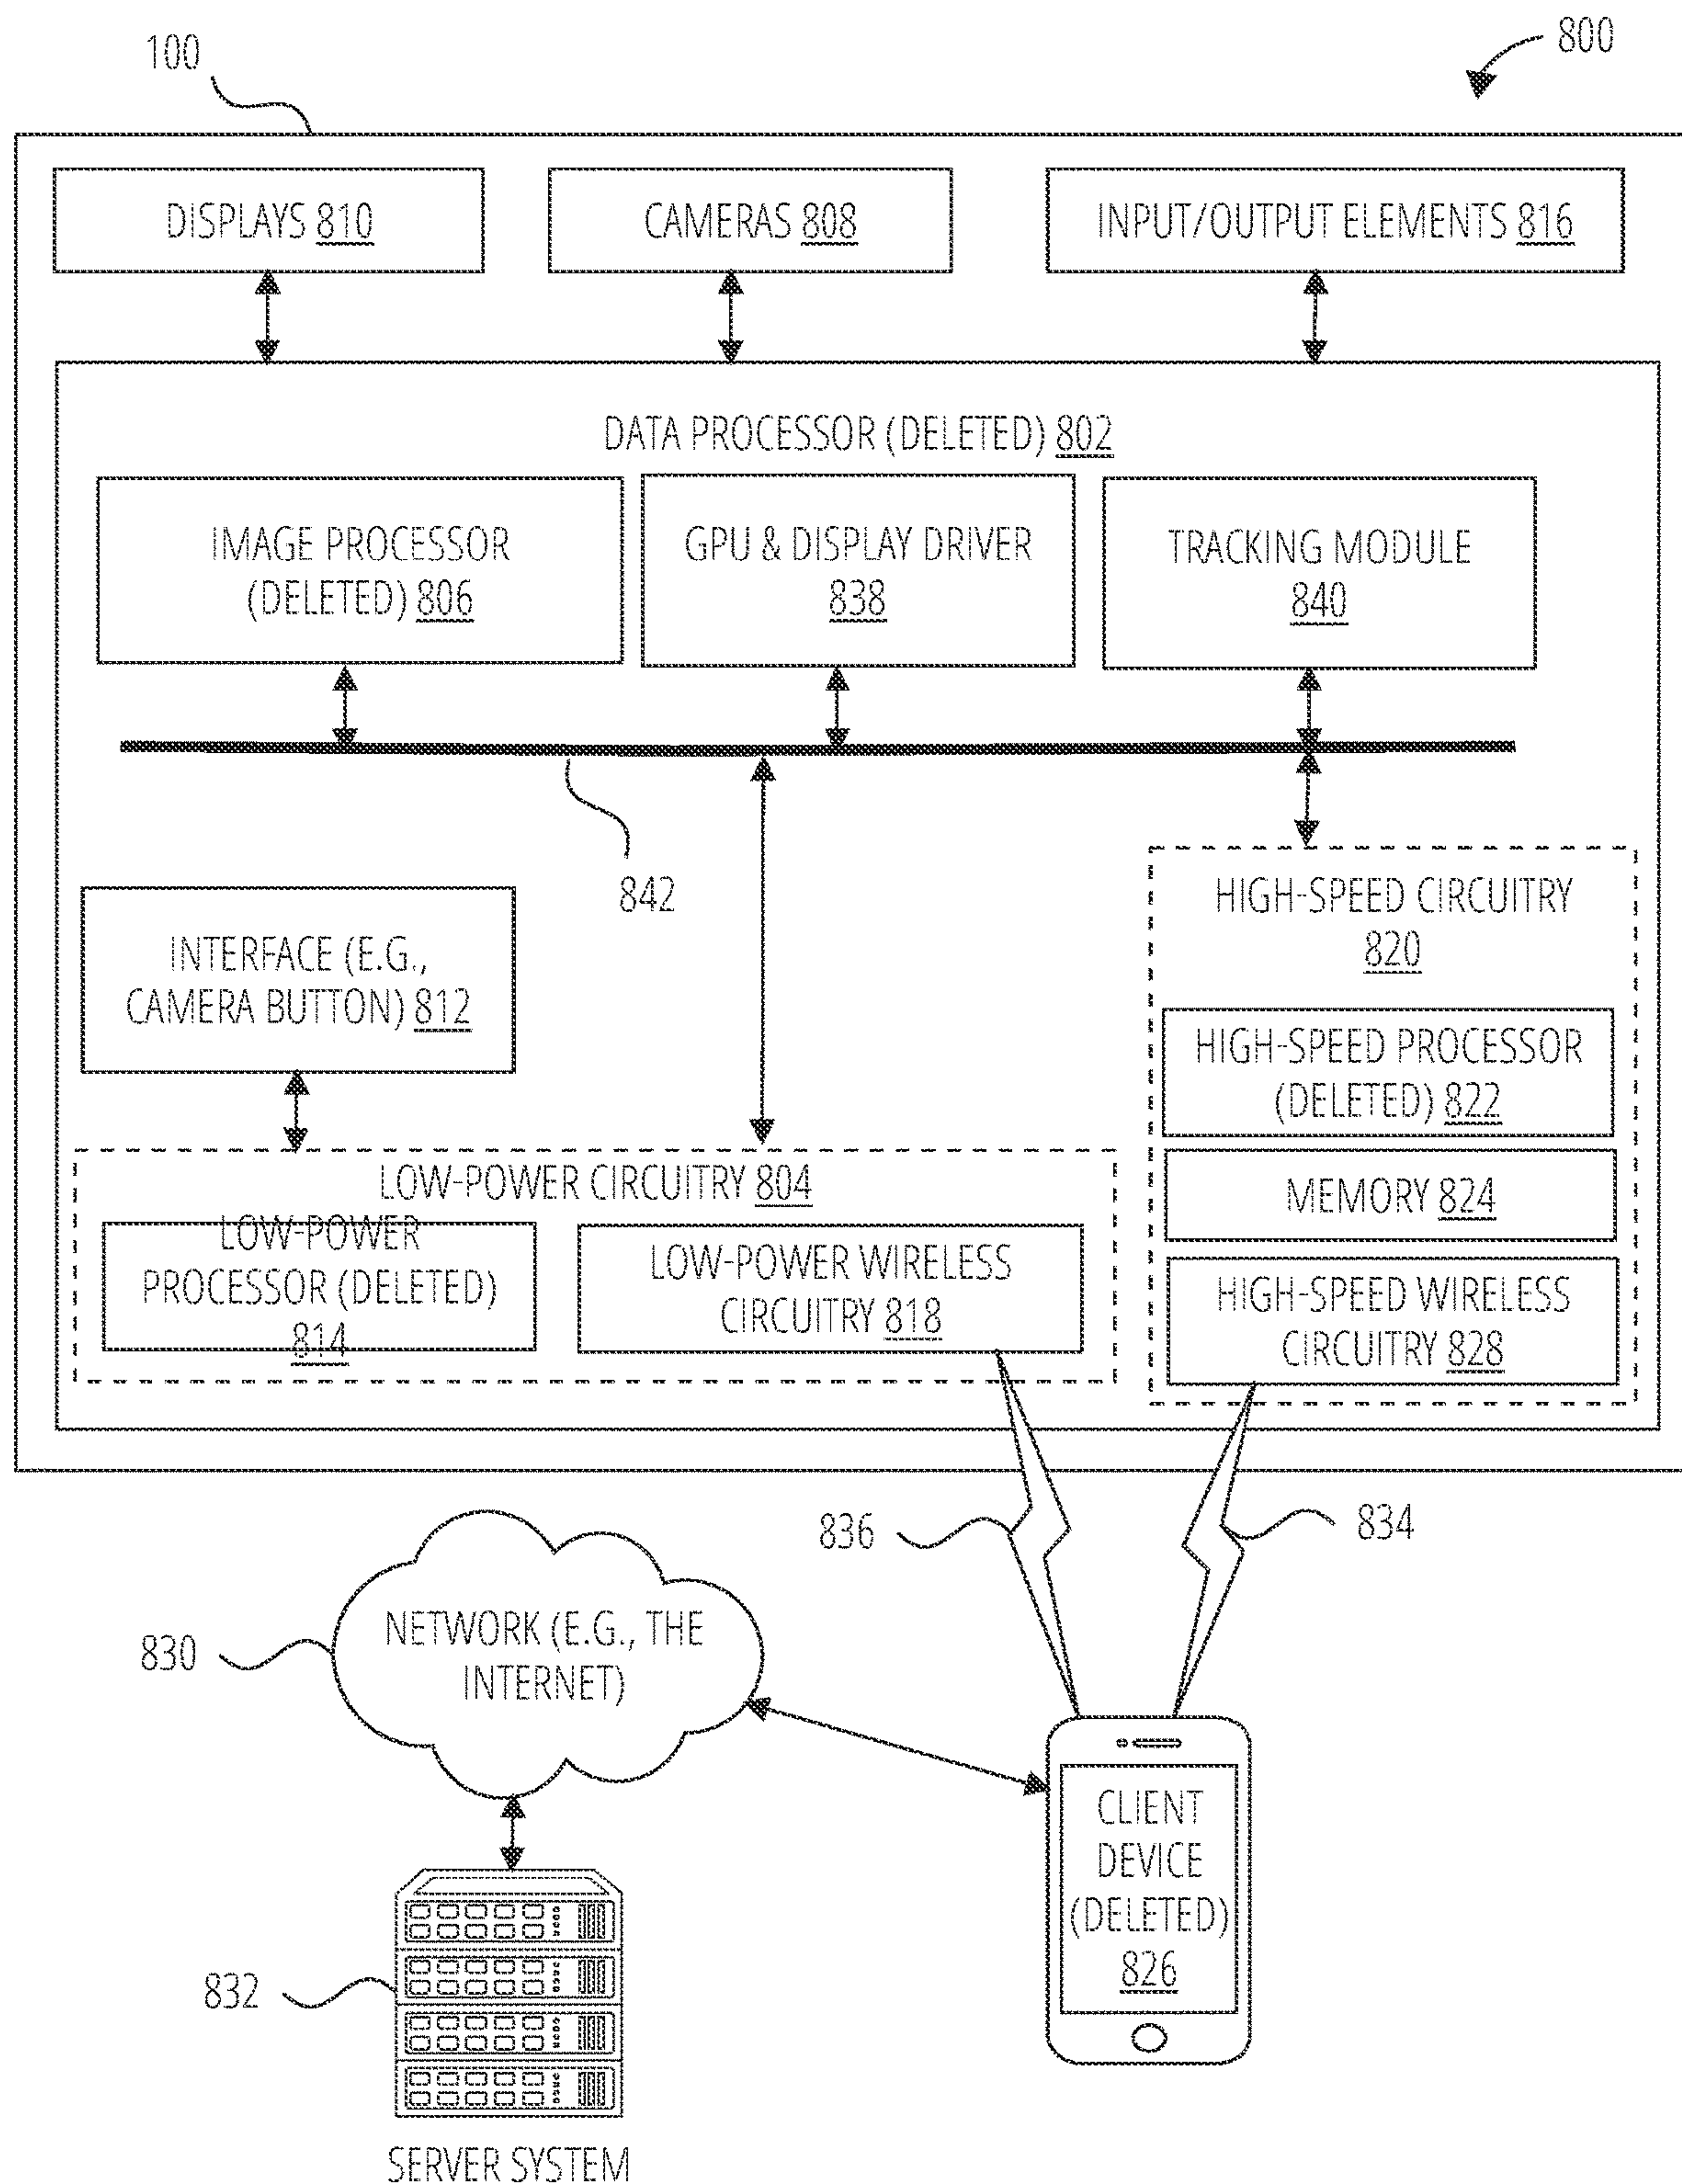 100
800
DISPLAYS 810
CAMERAS 808
INPUT/OUTPUT ELEMENTS 816
DATA PROCESSOR (DELETED) 802
IMAGE PROCESSOR
(DELETED) 806
GPU & DISPLAY DRIVER
838
TRACKING MODULE
840
842
INTERFACE (E.G.,
CAMERA BUTTON) 812
HIGH-SPEED CIRCUITRY
820
HIGH-SPEED PROCESSOR
(DELETED) 822
MEMORY 824
HIGH-SPEED WIRELESS
CIRCUITRY 828
LOW-POWER CIRCUITRY 804
LOW-POWER
PROCESSOR (DELETED)
814
LOW-POWER WIRELESS
CIRCUITRY 818
836
834
830
NETWORK (E.G., THE
INTERNET)
CLIENT
DEVICE
(DELETED)
826
832
SERVER SYSTEM